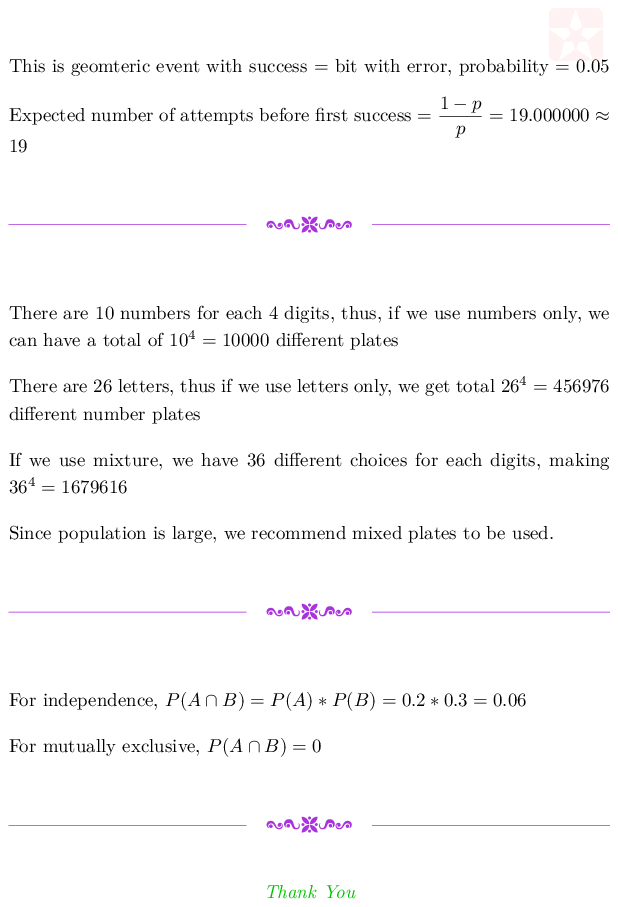 This is geomteric event with success = bit with error, probability = 0.05
Expected number of attempts before first success = \frac{1 − p}{p} = 19.000000 ≈
19
There are 10 numbers for each 4 digits, thus, if we use numbers only, we
can have a total of 10^4 = 10000 different plates
There are 26 letters, thus if we use letters only, we get total 26^4 = 456976
different number plates
If we use mixture, we have 36 different choices for each digits, making
36^4 = 1679616
Since population is large, we recommend mixed plates to be used.
For independence, P(A ∩ B) = P(A) ∗ P(B) = 0.2 ∗ 0.3 = 0.06
For mutually exclusive, P(A ∩ B) = 0
Thank You